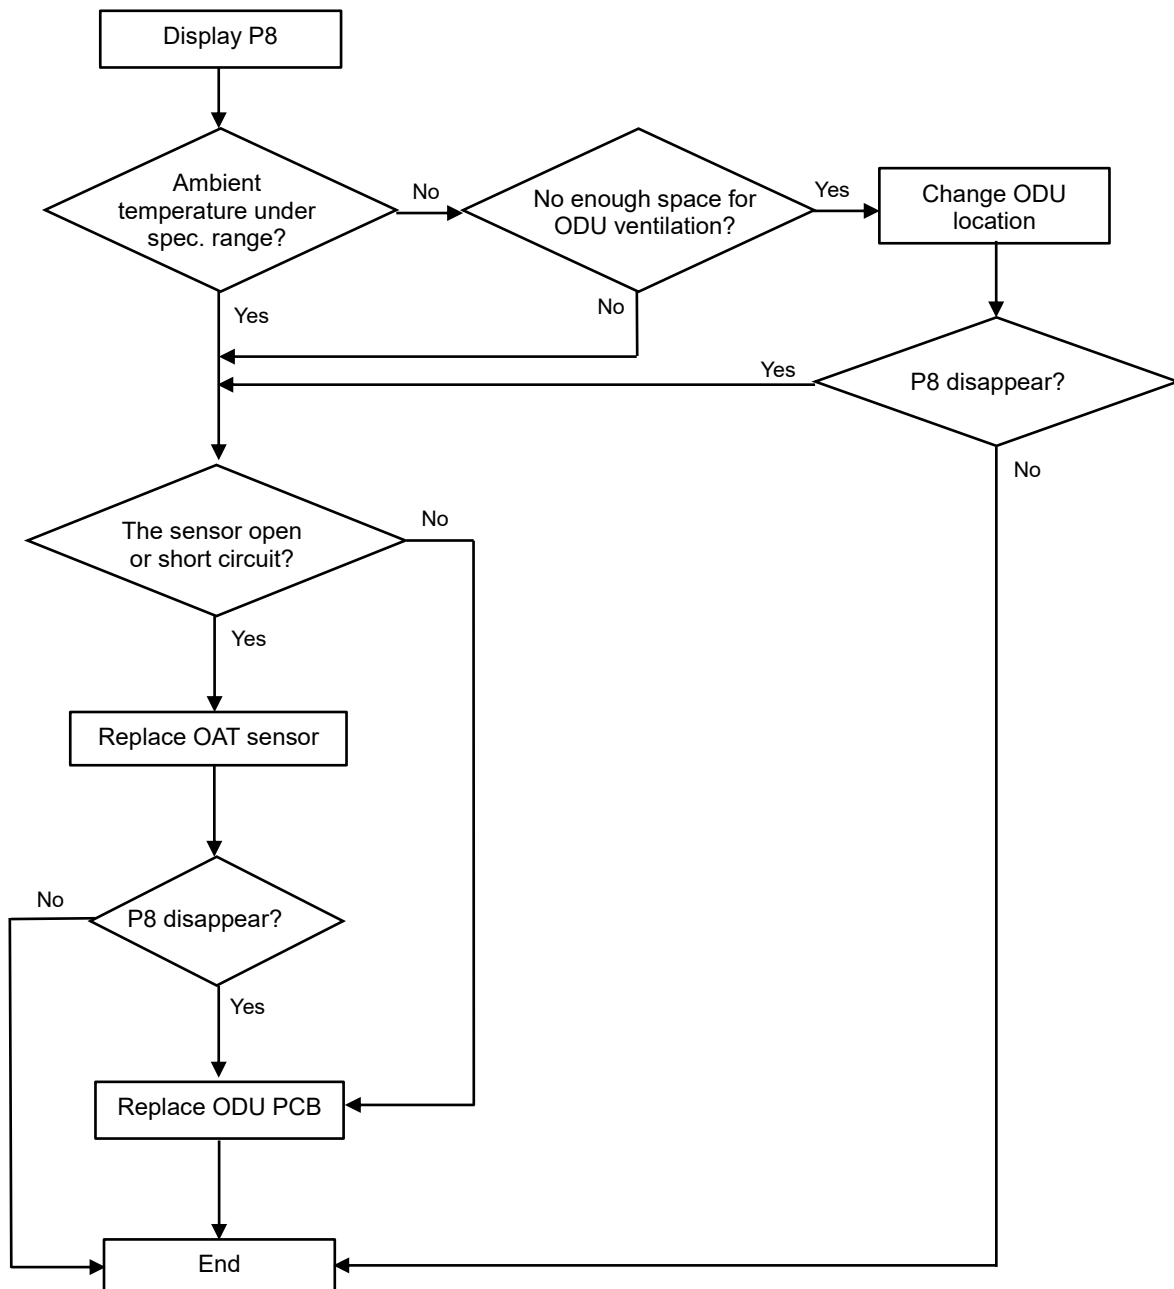 Display P8
Ambient
temperature under
spec. range?
No
No enough space for
ODU ventilation?
Yes
Change ODU
location
Yes
No
Yes
P8 disappear?
No
The sensor open
or short circuit?
No
Yes
Replace OAT sensor
No
P8 disappear?
Yes
Replace ODU PCB
End